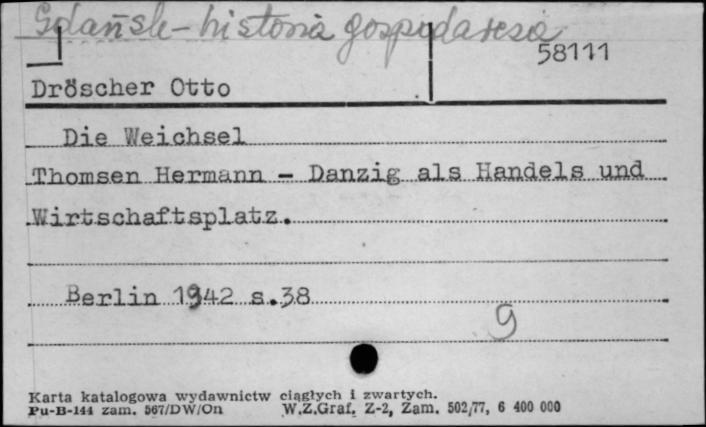 Gdańsk - historia gospodarcza
58111
Dröscher Otto
Die Weichsel
Thomsen Hermann - Danzig als Handels und
Wirtschaftsplatz.
Berlin 1942 s.38
9
Karta katalogowa wydawnictw ciągłych i zwartych.
Pu-B-144 zam. 567/DW/On W.Z.Graf. Z-2, Zam. 502/77, 6 400 000